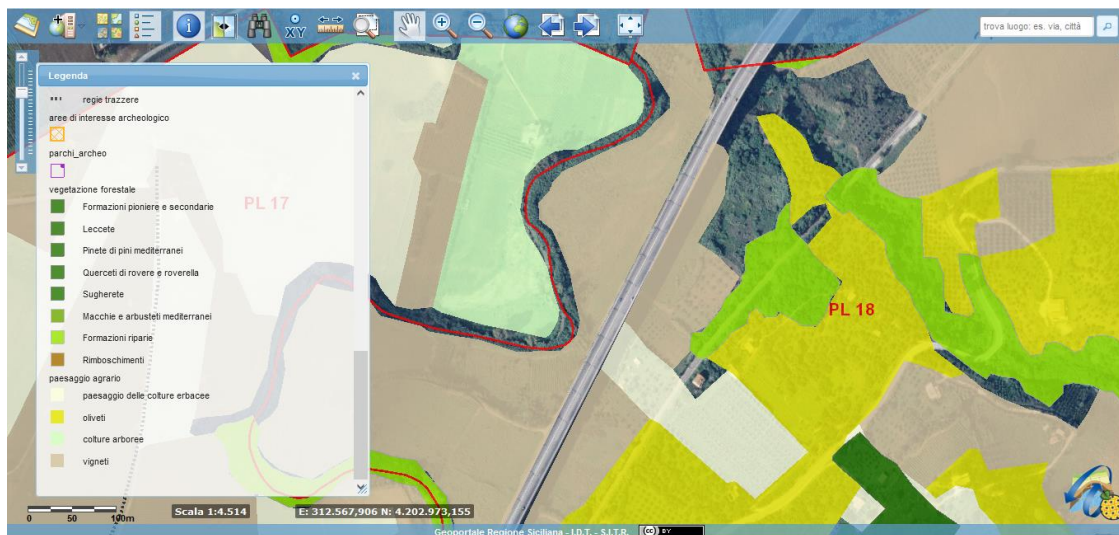 XY
trova luogo: es. via, città
Legenda
regie trazzere
aree di interesse archeologico
parchi_archeo
vegetazione forestale
Formazioni pioniere e secondarie
Leccete
Pinete di pini mediterranei
Querceti di rovere e roverella
Sugherete
Macchie e arbusteti mediterranei
Formazioni riparie
Rimboschimenti
paesaggio agrario
paesaggio delle colture erbacee
oliveti
colture arboree
vigneti
PL 17
PL 18
0 50 100m
Scala 1:4.514
E: 312.567,906 N: 4.202.973,155
Geoportale Regione Siciliana - I.D.T. - S.I.T.R.
cc BY